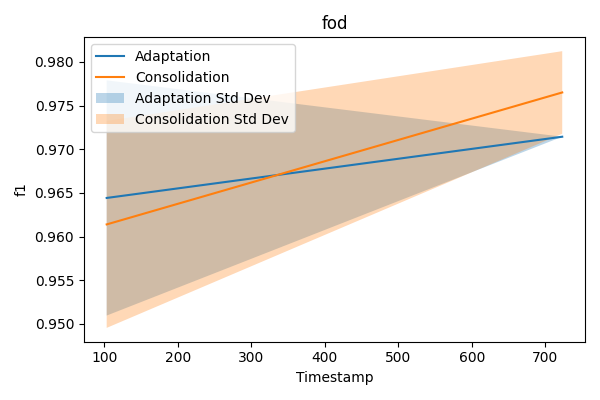 fod
Adaptation
Consolidation
Adaptation Std Dev
Consolidation Std Dev
f1
0.980
0.975
0.970
0.965
0.960
0.955
0.950
100 200 300 400 500 600 700
Timestamp